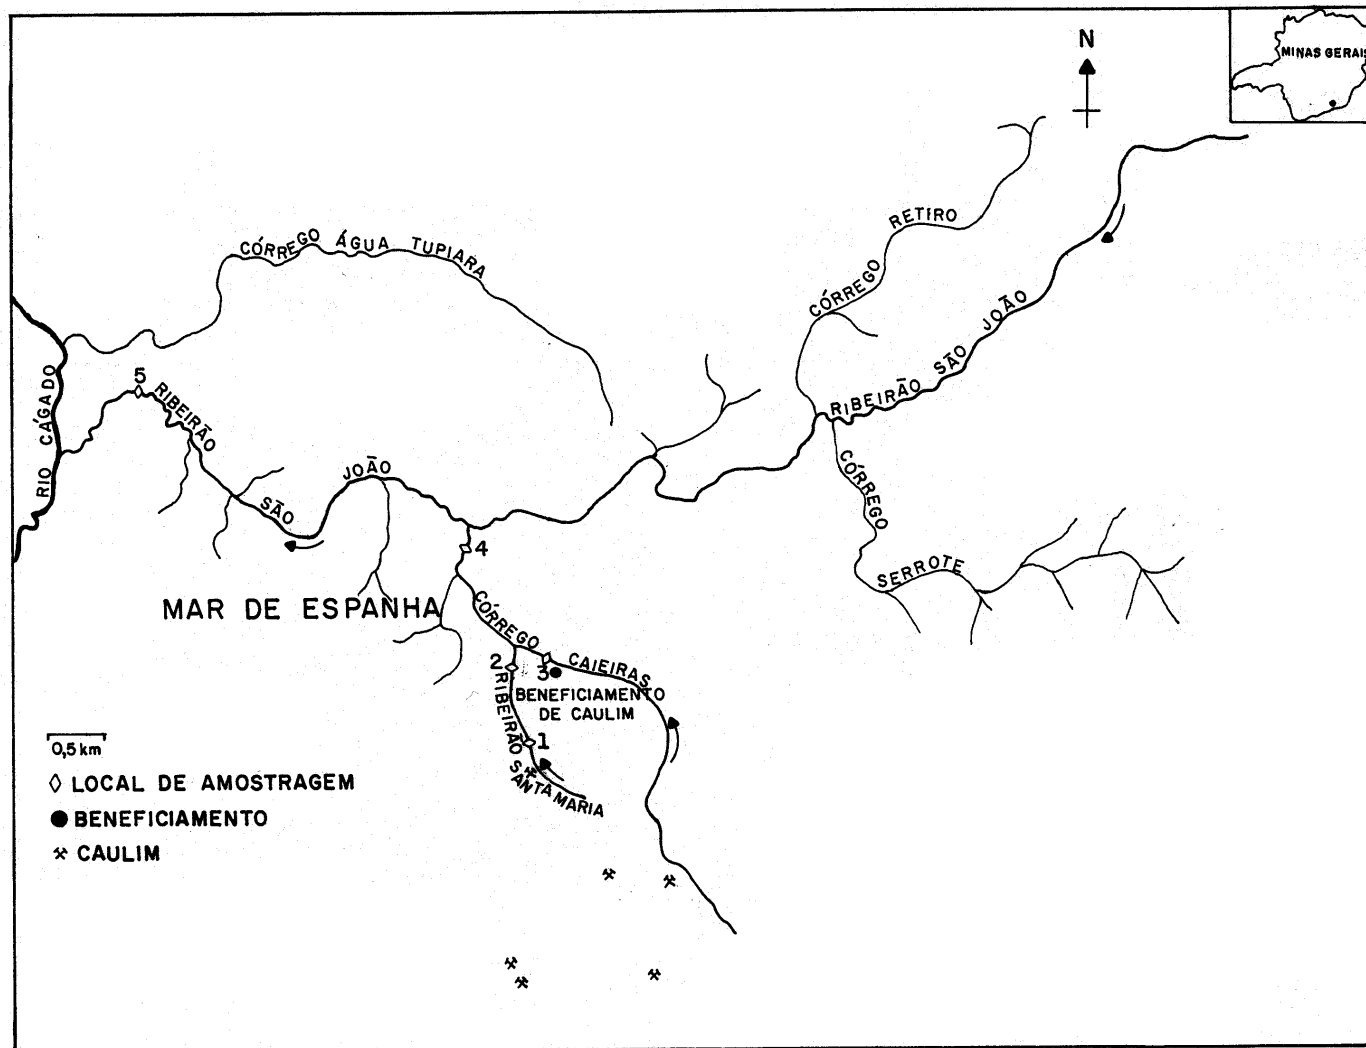 N
MINAS GERAIS
CÓRREGO ÁGUA TUPIARA
CÓRREGO RETIRO
RIBEIRÃO SÃO JOÃO
RIO CÁGADO
5
RIBEIRÃO SÃO JOÃO
CÓRREGO SERROTE
4
MAR DE ESPANHA
CÓRREGO CAIEIRAS
2
3
BENEFICIAMENTO
DE CAULIM
RIBEIRÃO SANTA MARIA
1
0,5 km
LOCAL DE AMOSTRAGEM
BENEFICIAMENTO
CAULIM